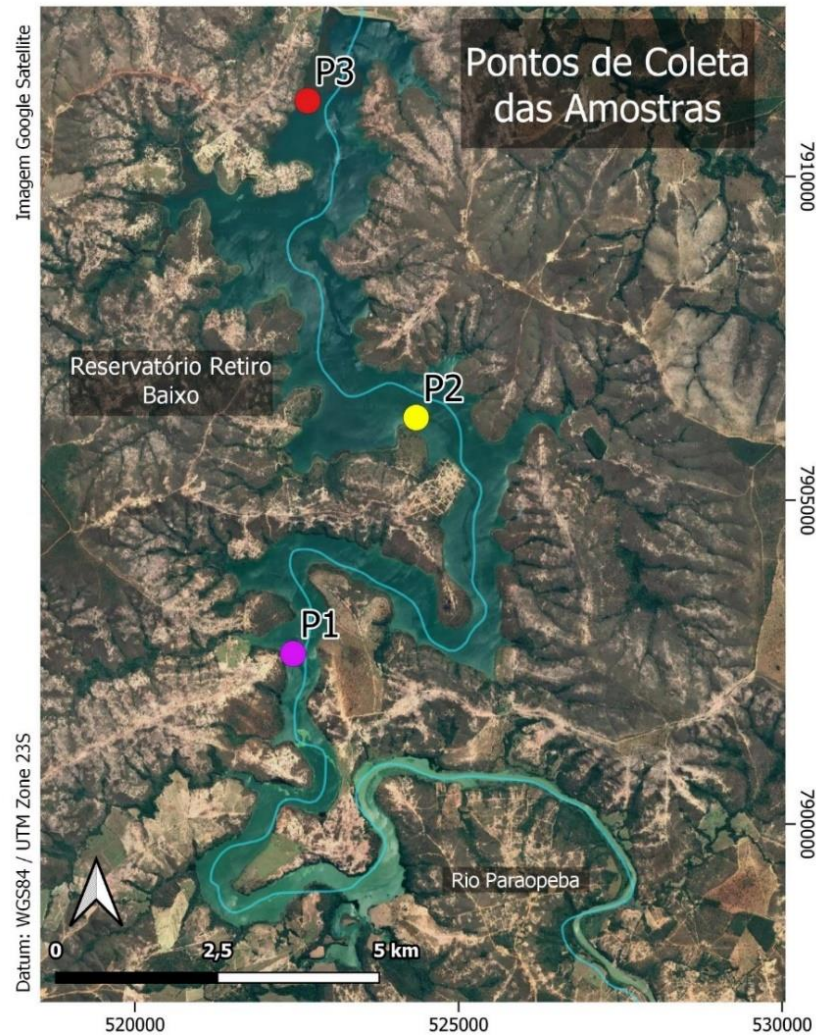 Imagem Google Satellite
Pontos de Coleta
das Amostras
P3
7910000
Reservatório Retiro
Baixo
P2
7905000
P1
7900000
Rio Paraopeba
Datum: WGS84 / UTM Zone 23S
0 2,5 5 km
520000 525000 530000